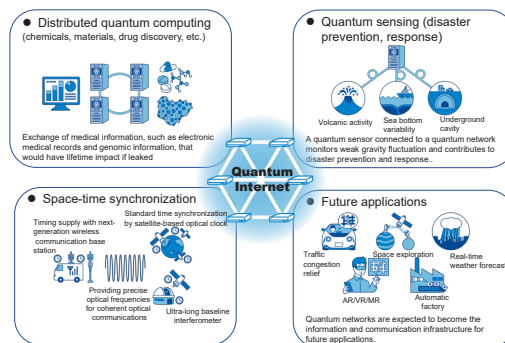 ● Distributed quantum computing
(chemicals, materials, drug discovery, etc.)
Exchange of medical information, such as electronic
medical records and genomic information, that
would have lifetime impact if leaked
● Quantum sensing (disaster
prevention, response)
Volcanic activity
Sea bottom
variability
Underground
cavity
A quantum sensor connected to a quantum network
monitors weak gravity fluctuation and contributes to
disaster prevention and response..
Quantum
Internet
● Space-time synchronization
Timing supply with next-
generation wireless
communication base
station
Standard time synchronization
by satellite-based optical clock
Providing precise
optical frequencies
for coherent optical
communications
Ultra-long baseline
interferometer
● Future applications
Traffic
congestion
relief
Space exploration
Real-time
weather forecast
AR/VR/MR
Automatic
factory
Quantum networks are expected to become the
information and communication infrastructure for
future applications.